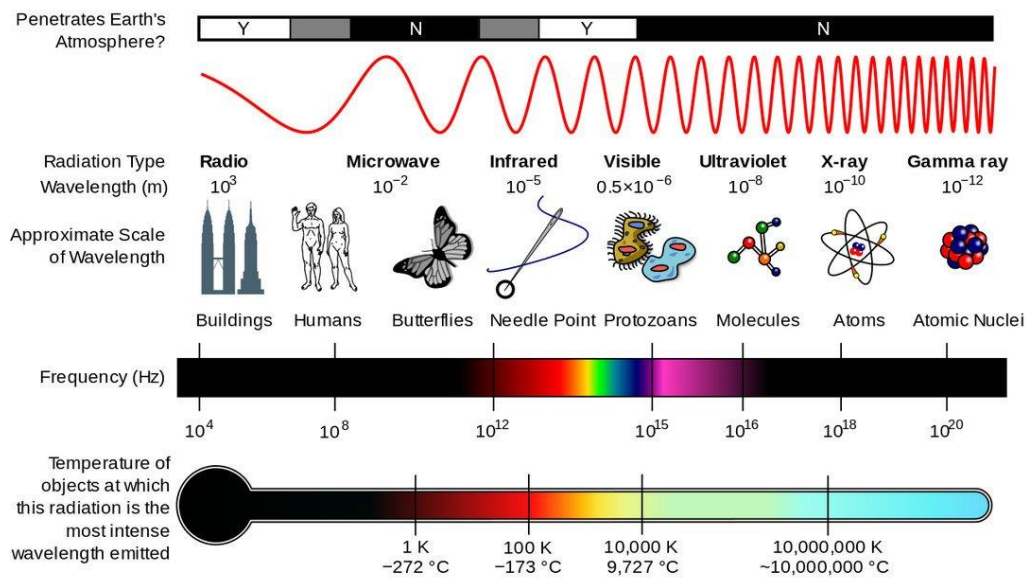 Penetrates Earth's
Atmosphere?
Y N Y N
Radiation Type Radio Microwave Infrared Visible Ultraviolet X-ray Gamma ray
Wavelength (m) 10³ 10⁻² 10⁻⁵ 0.5×10⁻⁶ 10⁻⁸ 10⁻¹⁰ 10⁻¹²
Approximate Scale
of Wavelength
Buildings Humans Butterflies Needle Point Protozoans Molecules Atoms Atomic Nuclei
Frequency (Hz)
10⁴ 10⁸ 10¹² 10¹⁵ 10¹⁶ 10¹⁸ 10²⁰
Temperature of
objects at which
this radiation is the
most intense
wavelength emitted
1 K 100 K 10,000 K 10,000,000 K
−272 °C −173 °C 9,727 °C ~10,000,000 °C